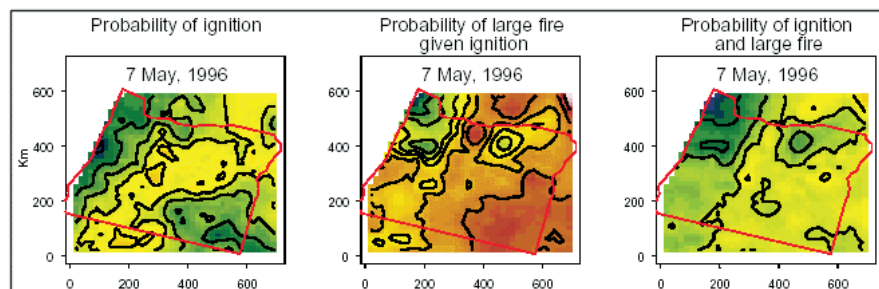 Probability of ignition
7 May, 1996
Km
600
400
200
0
0 200 400 600
Probability of large fire
given ignition
7 May, 1996
600
400
200
0
0 200 400 600
Probability of ignition
and large fire
7 May, 1996
600
400
200
0
0 200 400 600